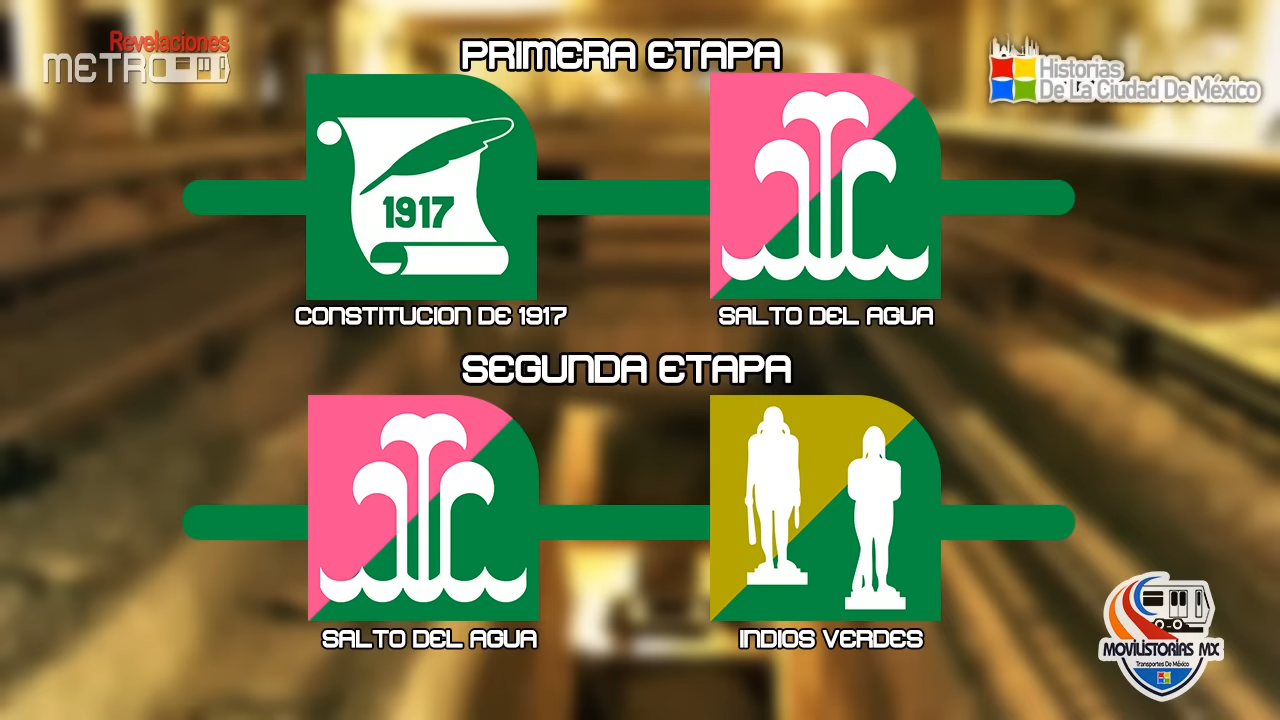 Revelaciones
METRO
PRIMERA ETAPA
Historias
De La Ciudad De México
1917
CONSTITUCION DE 1917
SALTO DEL AGUA
SEGUNDA ETAPA
SALTO DEL AGUA
INDIOS VERDES
MOVILISTORIAS MX
Transportes De México